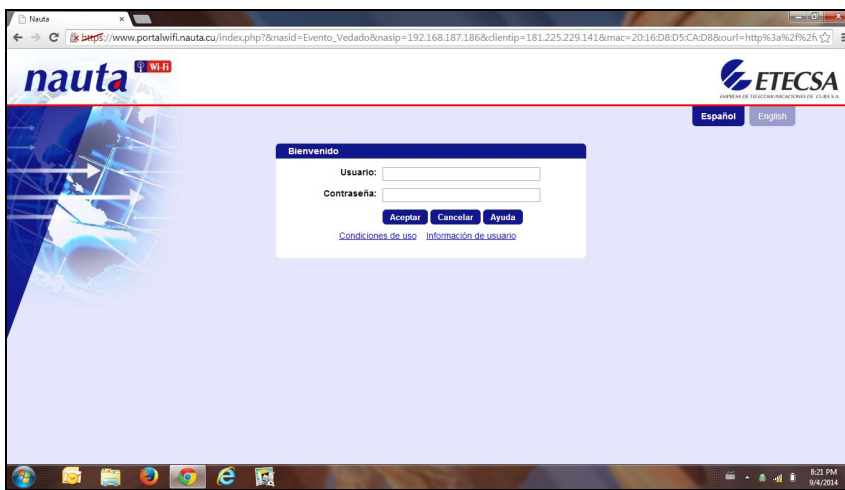 Nauta
https://www.portalwifi.nauta.cu/index.php?&nasid=Evento_Vedado&nasip=192.168.187.186&clientip=181.225.229.141&mac=20:16:D8:D5:CA:D8&ourl=http%3a%2f%2fh
nauta Wi-Fi
ETECSA
EMPRESA DE TELECOMUNICACIONES DE CUBA S.A.
Español English
Bienvenido
Usuario:
Contraseña:
Aceptar Cancelar Ayuda
Condiciones de uso Información de usuario
8:21 PM
9/4/2014